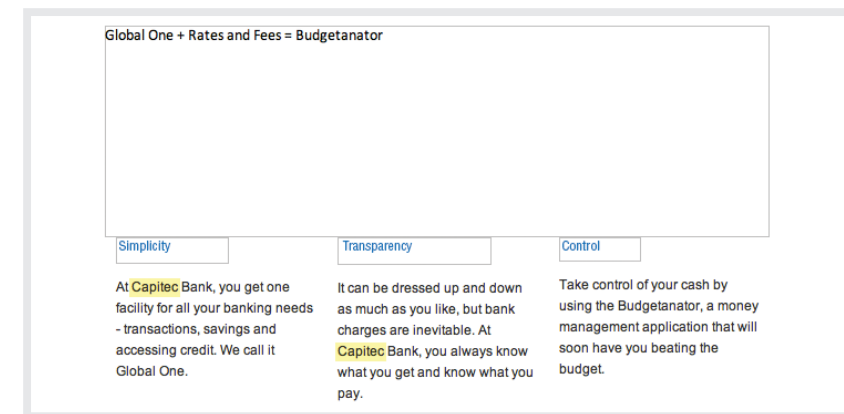 Global One + Rates and Fees = Budgetanator
Simplicity
At Capitec Bank, you get one
facility for all your banking needs
- transactions, savings and
accessing credit. We call it
Global One.
Transparency
It can be dressed up and down
as much as you like, but bank
charges are inevitable. At
Capitec Bank, you always know
what you get and know what you
pay.
Control
Take control of your cash by
using the Budgetanator, a money
management application that will
soon have you beating the
budget.